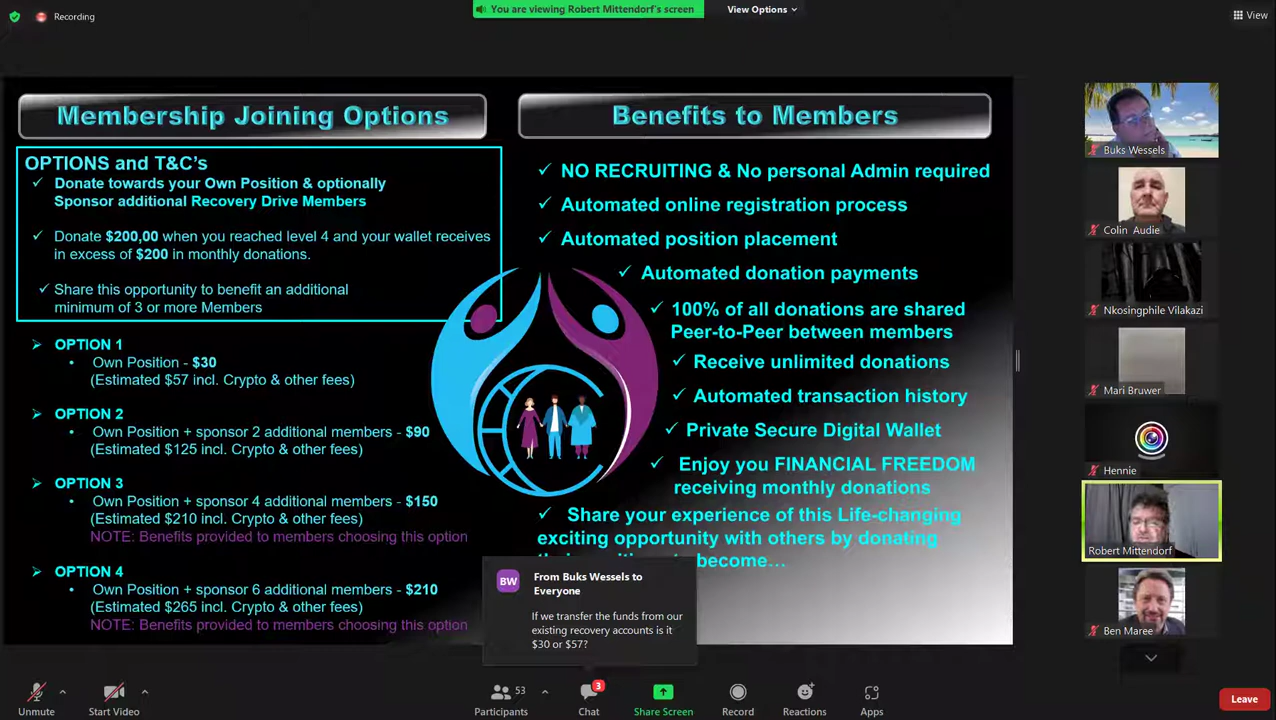 Recording
You are viewing Robert Mittendorf's screen
View Options
View
Membership Joining Options
OPTIONS and T&C's
Donate towards your Own Position & optionally
Sponsor additional Recovery Drive Members
Donate $200,00 when you reached level 4 and your wallet receives
in excess of $200 in monthly donations.
Share this opportunity to benefit an additional
minimum of 3 or more Members
OPTION 1
Own Position - $30
(Estimated $57 incl. Crypto & other fees)
OPTION 2
Own Position + sponsor 2 additional members - $90
(Estimated $125 incl. Crypto & other fees)
OPTION 3
Own Position + sponsor 4 additional members - $150
(Estimated $210 incl. Crypto & other fees)
NOTE: Benefits provided to members choosing this option
OPTION 4
Own Position + sponsor 6 additional members - $210
(Estimated $265 incl. Crypto & other fees)
NOTE: Benefits provided to members choosing this option
Benefits to Members
NO RECRUITING & No personal Admin required
Automated online registration process
Automated position placement
Automated donation payments
100% of all donations are shared
Peer-to-Peer between members
Receive unlimited donations
Automated transaction history
Private Secure Digital Wallet
Enjoy you FINANCIAL FREEDOM
receiving monthly donations
Share your experience of this Life-changing
exciting opportunity with others by donating
become…
BW
From Buks Wessels to
Everyone
If we transfer the funds from our
existing recovery accounts is it
$30 or $57?
Buks Wessels
Colin Audie
Nkosingphile Vilakazi
Mari Bruwer
Hennie
Robert Mittendorf
Ben Maree
Unmute
Start Video
53
Participants
3
Chat
Share Screen
Record
Reactions
Apps
Leave